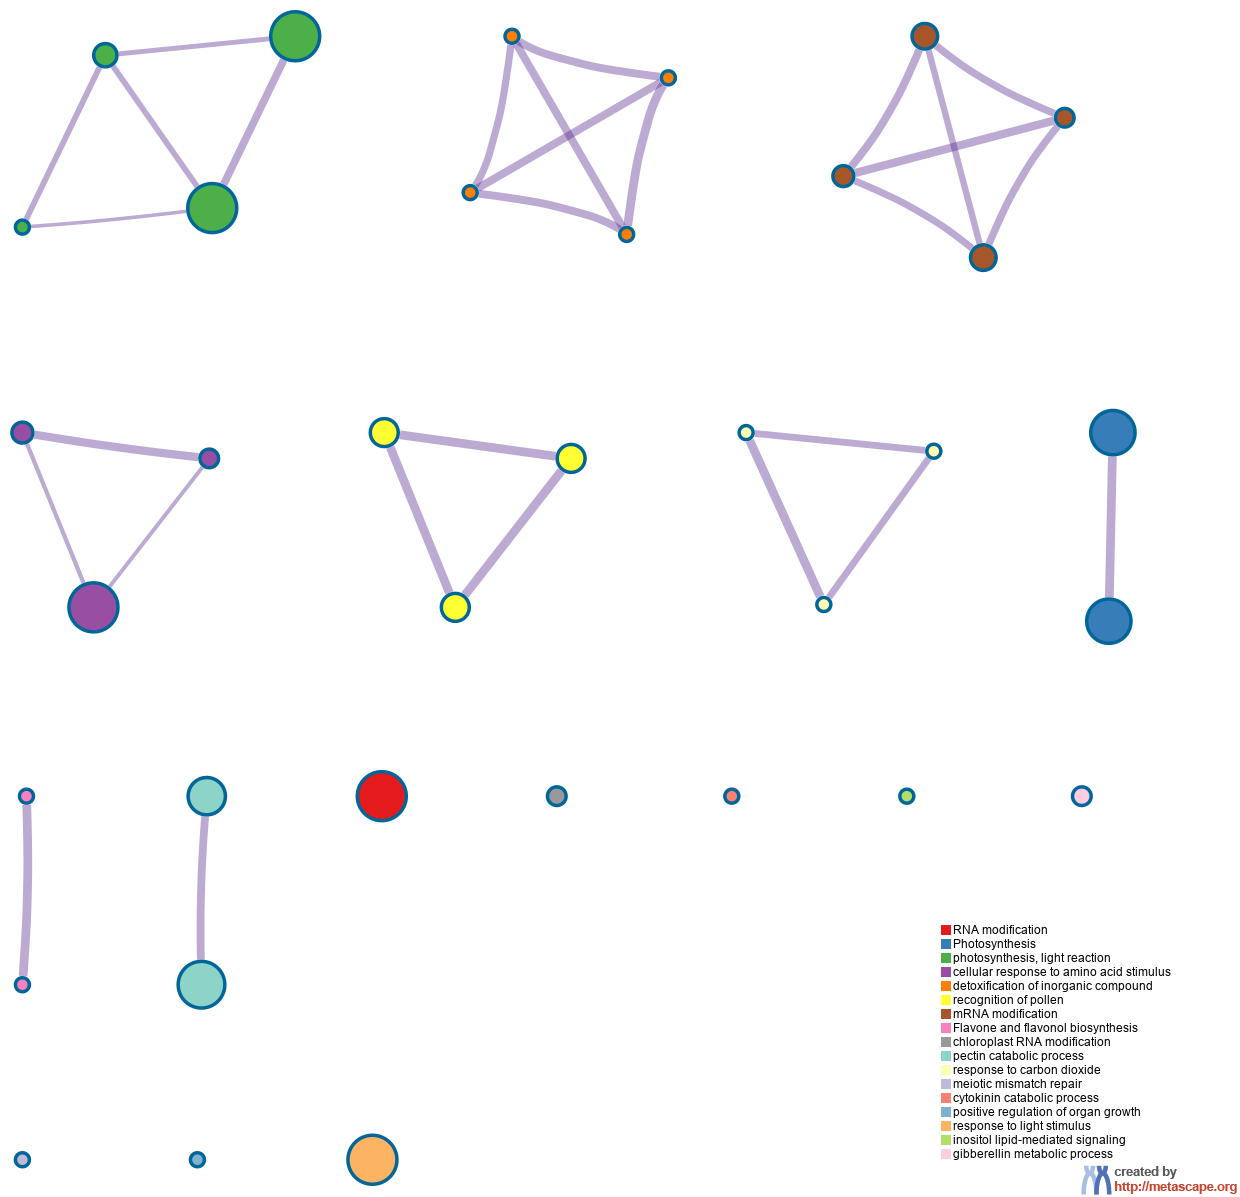 RNA modification
Photosynthesis
photosynthesis, light reaction
cellular response to amino acid stimulus
detoxification of inorganic compound
recognition of pollen
mRNA modification
Flavone and flavonol biosynthesis
chloroplast RNA modification
pectin catabolic process
response to carbon dioxide
meiotic mismatch repair
cytokinin catabolic process
positive regulation of organ growth
response to light stimulus
inositol lipid-mediated signaling
gibberellin metabolic process
created by
http://metascape.org